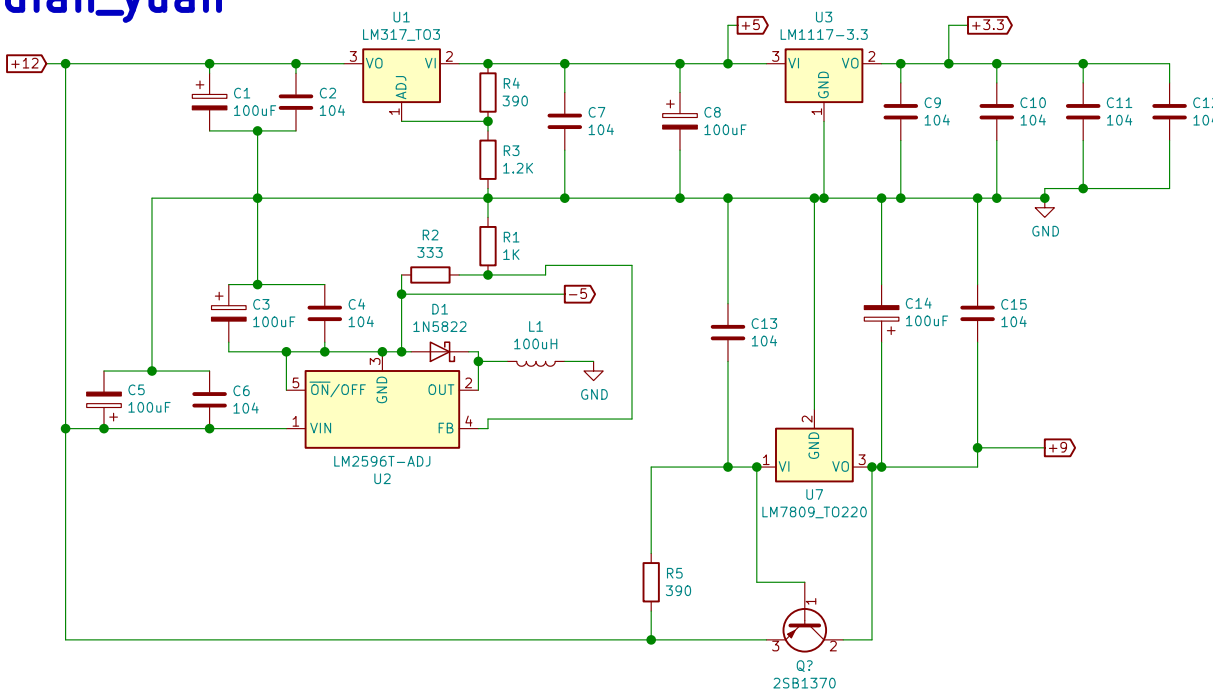 dian_yuan
U1
LM317_TO3
+5
U3
LM1117-3.3
+3.3
+12
3
VO
VI
2
ADJ
1
R4
390
3
VI
VO
2
GND
1
C1
100uF
C2
104
C7
104
C8
100uF
C9
104
C10
104
C11
104
R3
1.2K
GND
R2
333
R1
1K
-5
C3
100uF
C4
104
D1
1N5822
L1
100uH
GND
C13
104
C14
100uF
C15
104
C5
100uF
C6
104
3
GND
5
ON/OFF
OUT
2
1
VIN
FB
4
LM2596T-ADJ
U2
2
GND
1
VI
VO
3
U7
LM7809_TO220
+9
R5
390
1
3
2
Q?
2SB1370